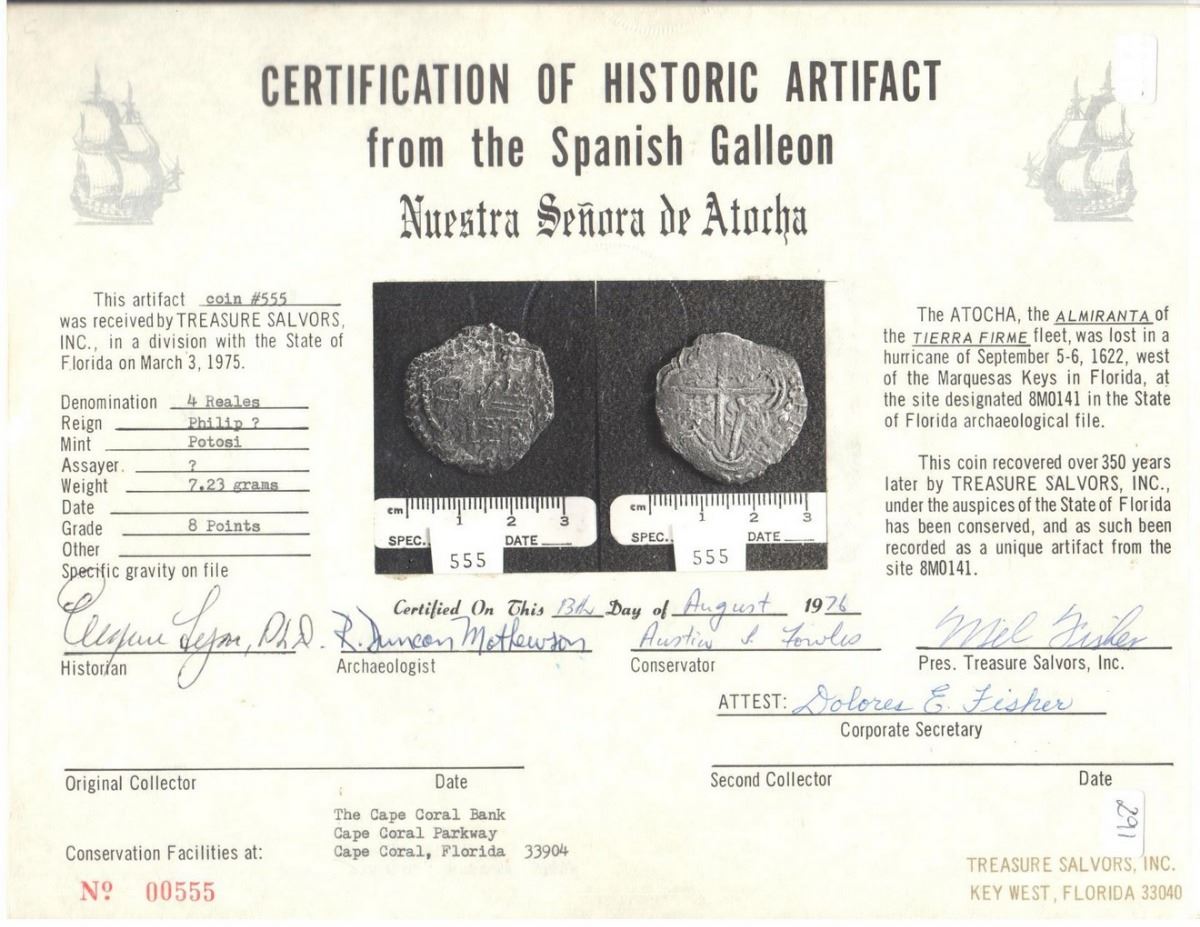 CERTIFICATION OF HISTORIC ARTIFACT
from the Spanish Galleon
Nuestra Señora de Atocha
This artifact coin #555
was received by TREASURE SALVORS,
INC., in a division with the State of
Florida on March 3, 1975.
Denomination 4 Reales
Reign Philip ?
Mint Potosi
Assayer. ?
Weight 7.23 grams
Date
Grade 8 Points
Other
Specific gravity on file
cm 1 2 3
SPEC. DATE
555
cm 1 2 3
SPEC. DATE
555
The ATOCHA, the ALMIRANTA of
the TIERRA FIRME fleet, was lost in a
hurricane of September 5-6, 1622, west
of the Marquesas Keys in Florida, at
the site designated 8M0141 in the State
of Florida archaeological file.
This coin recovered over 350 years
later by TREASURE SALVORS, INC.,
under the auspices of the State of Florida
has been conserved, and as such been
recorded as a unique artifact from the
site 8M0141.
Certified On This 13th Day of August 1976
Eugene Lyon, Ph.D.
Historian
R. Duncan Mathewson
Archaeologist
Austin S. Fowles
Conservator
Mel Fisher
Pres. Treasure Salvors, Inc.
ATTEST: Dolores E. Fisher
Corporate Secretary
Original Collector Date
Second Collector Date
The Cape Coral Bank
Cape Coral Parkway
Conservation Facilities at: Cape Coral, Florida 33904
291
Nº 00555
TREASURE SALVORS, INC.
KEY WEST, FLORIDA 33040